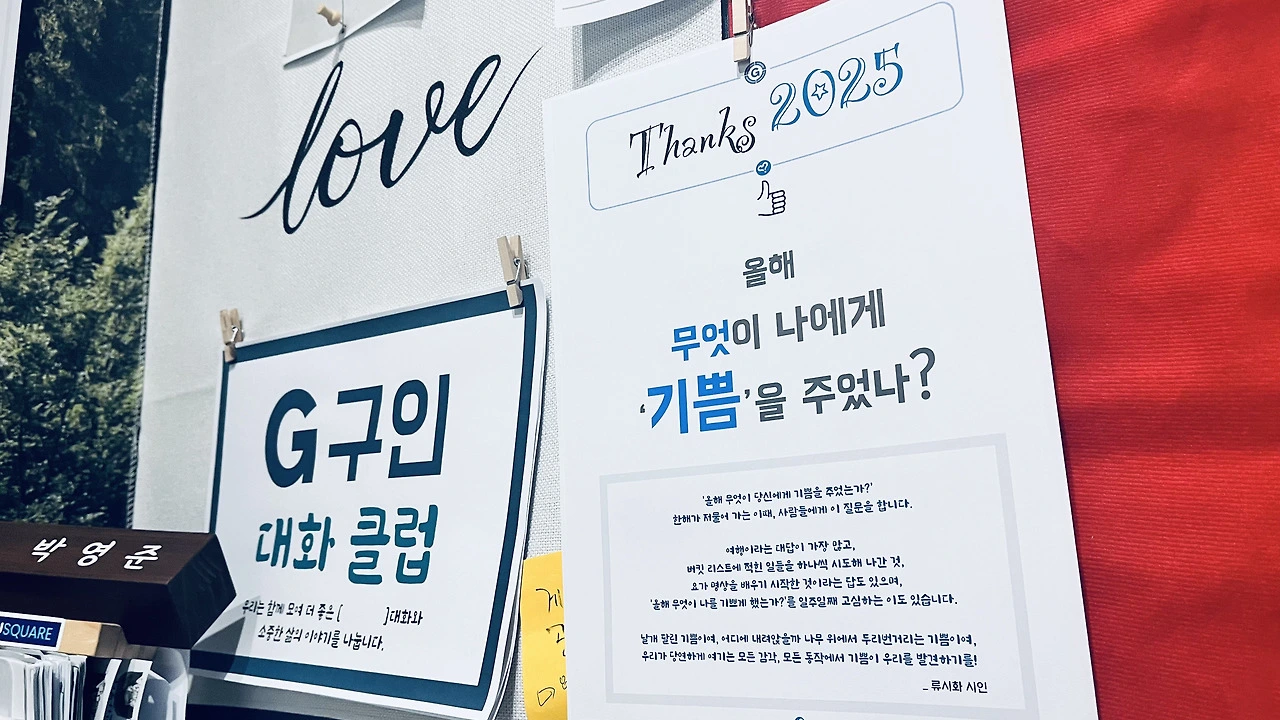 love
G구인
대화 클럽
우리는 함께 모여 더 좋은 [ ]대화와
소중한 삶의 이야기를 나눕니다.
박영준
SQUARE
G
Thanks 2025
올해
무엇이 나에게
‘기쁨’을 주었나?
'올해 무엇이 당신에게 기쁨을 주었는가?'
한해가 저물어 가는 이때, 사람들에게 이 질문을 합니다.
여행이라는 대답이 가장 많고,
버킷 리스트에 적힌 일들을 하나씩 시도해 나간 것,
요가 명상을 배우기 시작한 것이라는 답도 있으며,
'올해 무엇이 나를 기쁘게 했는가?'를 일주일째 고심하는 이도 있습니다.
날개 달린 기쁨이여, 어디에 내려앉을까 나무 위에서 두리번거리는 기쁨이여,
우리가 당연하게 여기는 모든 감각, 모든 동작에서 기쁨이 우리를 발견하기를!
_ 류시화 시인